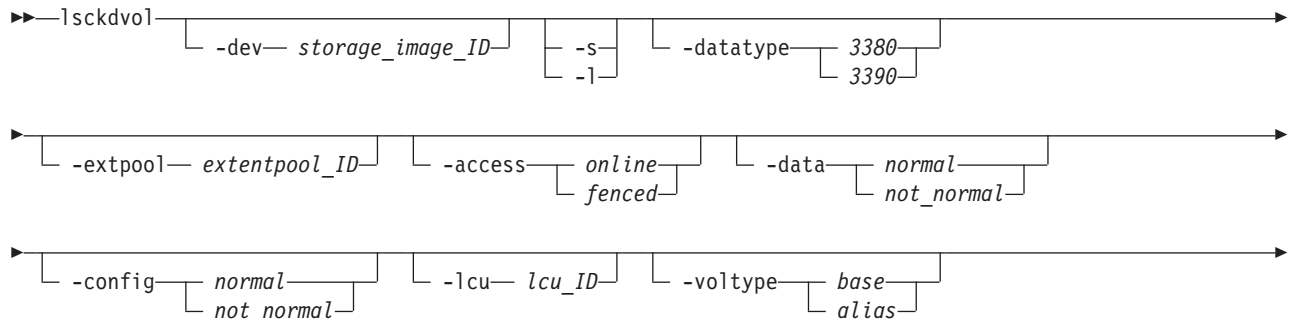 lsckdvol
-dev storage_image_ID
-s
-l
-datatype 3380
3390
-extpool extentpool_ID
-access online
fenced
-data normal
not_normal
-config normal
not normal
-lcu lcu_ID
-voltype base
alias